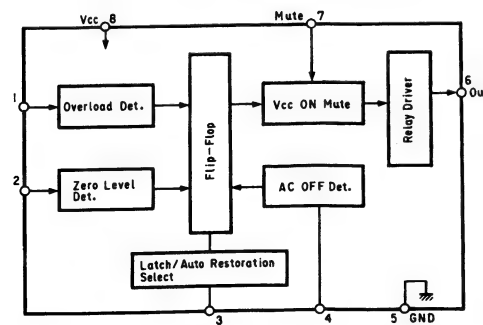 Vcc 8
Mute 7
1
Overload Det.
Flip-Flop
Vcc ON Mute
Relay Driver
6
Ou
2
Zero Level
Det.
AC OFF Det.
Latch/Auto Restoration
Select
3
4
5 GND